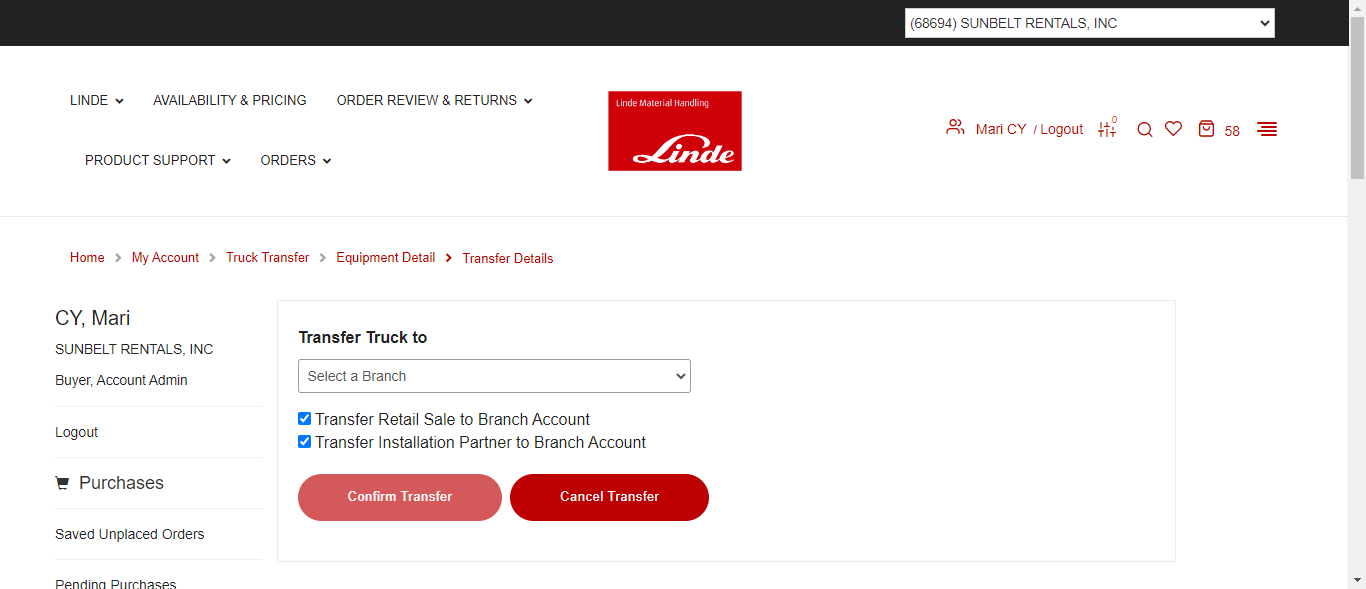 (68694) SUNBELT RENTALS, INC
LINDE AVAILABILITY & PRICING ORDER REVIEW & RETURNS
PRODUCT SUPPORT ORDERS
Linde Material Handling
Linde
Mari CY / Logout 0 58
Home My Account Truck Transfer Equipment Detail Transfer Details
CY, Mari
SUNBELT RENTALS, INC
Buyer, Account Admin
Logout
Purchases
Saved Unplaced Orders
Pending Purchases
Transfer Truck to
Select a Branch
Transfer Retail Sale to Branch Account
Transfer Installation Partner to Branch Account
Confirm Transfer Cancel Transfer